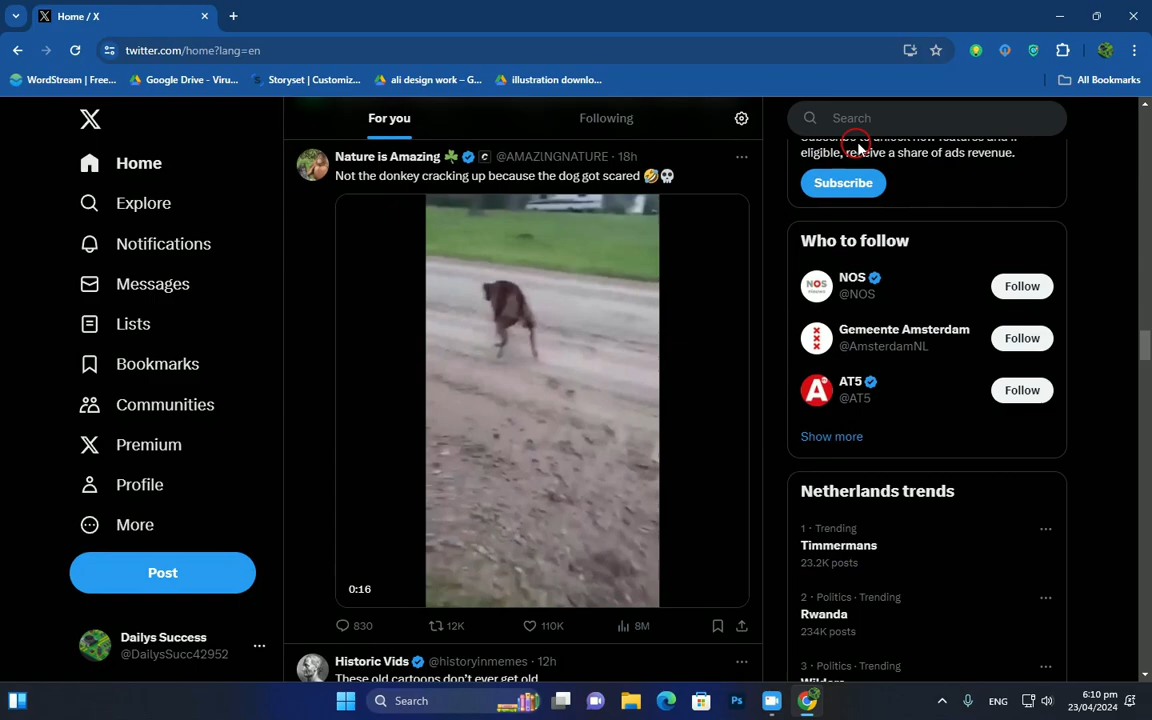 Home / X
twitter.com/home?lang=en
WordStream | Free...
Google Drive - Viru...
Storyset | Customiz...
ali design work – G...
illustration downlo...
All Bookmarks
Home
Explore
Notifications
Messages
Lists
Bookmarks
Communities
Premium
Profile
More
Post
Dailys Success
@DailysSucc42952
For you
Following
Nature is Amazing ☘️ @AMAZlNGNATURE · 18h
Not the donkey cracking up because the dog got scared 🤣💀
0:16
830
12K
110K
8M
Historic Vids @historyinmemes · 12h
These old cartoons don't ever get old
Search
Subscribe to unlock new features and if
eligible, receive a share of ads revenue.
Subscribe
Who to follow
NOS
@NOS
Follow
Gemeente Amsterdam
@AmsterdamNL
Follow
AT5
@AT5
Follow
Show more
Netherlands trends
1 · Trending
Timmermans
23.2K posts
2 · Politics · Trending
Rwanda
234K posts
3 · Politics · Trending
Wilders
Search
Ps
ENG
6:10 pm
23/04/2024